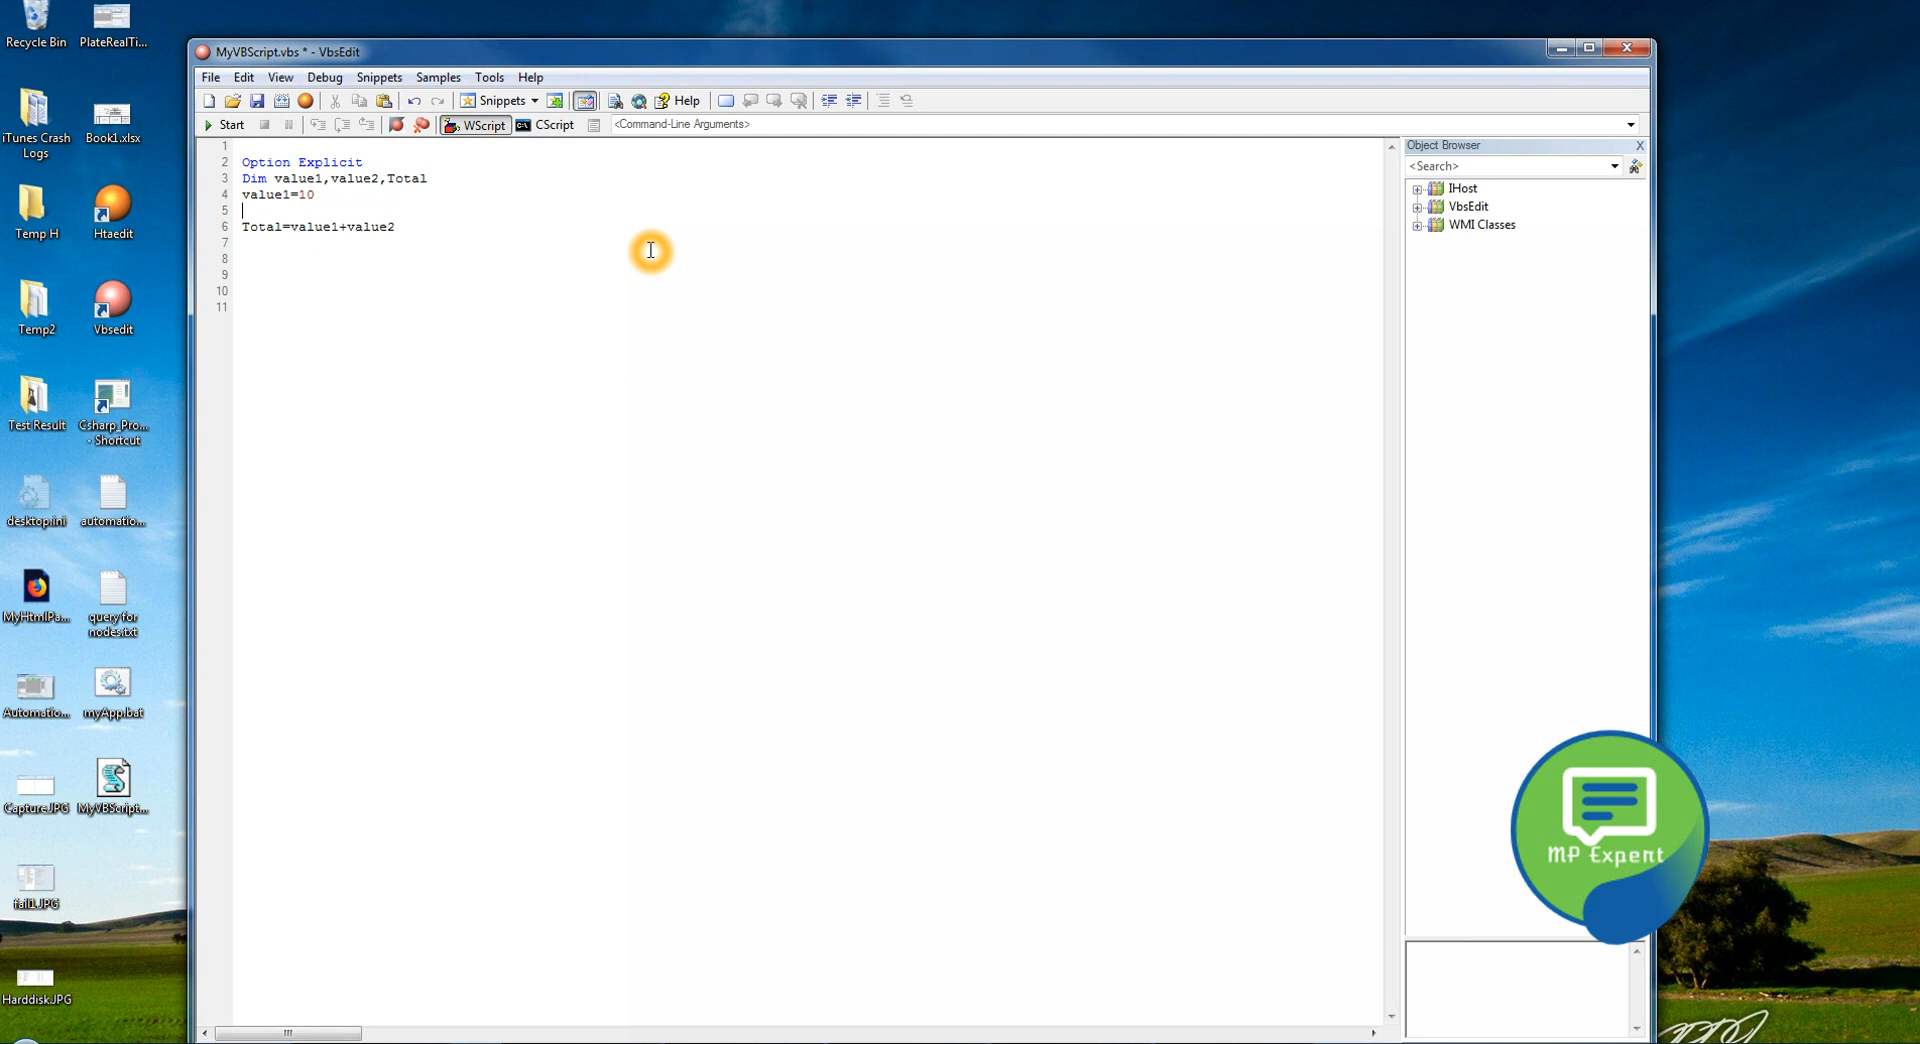 Recycle Bin
PlateRealTi...
iTunes Crash
Logs
Book1.xlsx
Temp H
Htaedit
Temp2
Vbsedit
Test Result
Csharp_Pro...
- Shortcut
desktop.ini
automatio...
MyHtmlPa...
query for
nodes.txt
Automatio...
myApp.bat
Capture.JPG
MyVBScript...
fail1.JPG
Harddisk.JPG
MyVBScript.vbs * - VbsEdit
File Edit View Debug Snippets Samples Tools Help
Snippets Help
Start WScript CScript <Command-Line Arguments>
1
2 Option Explicit
3 Dim value1,value2,Total
4 value1=10
5
6 Total=value1+value2
7
8
9
10
11
Object Browser X
<Search>
IHost
VbsEdit
WMI Classes
MP Expert